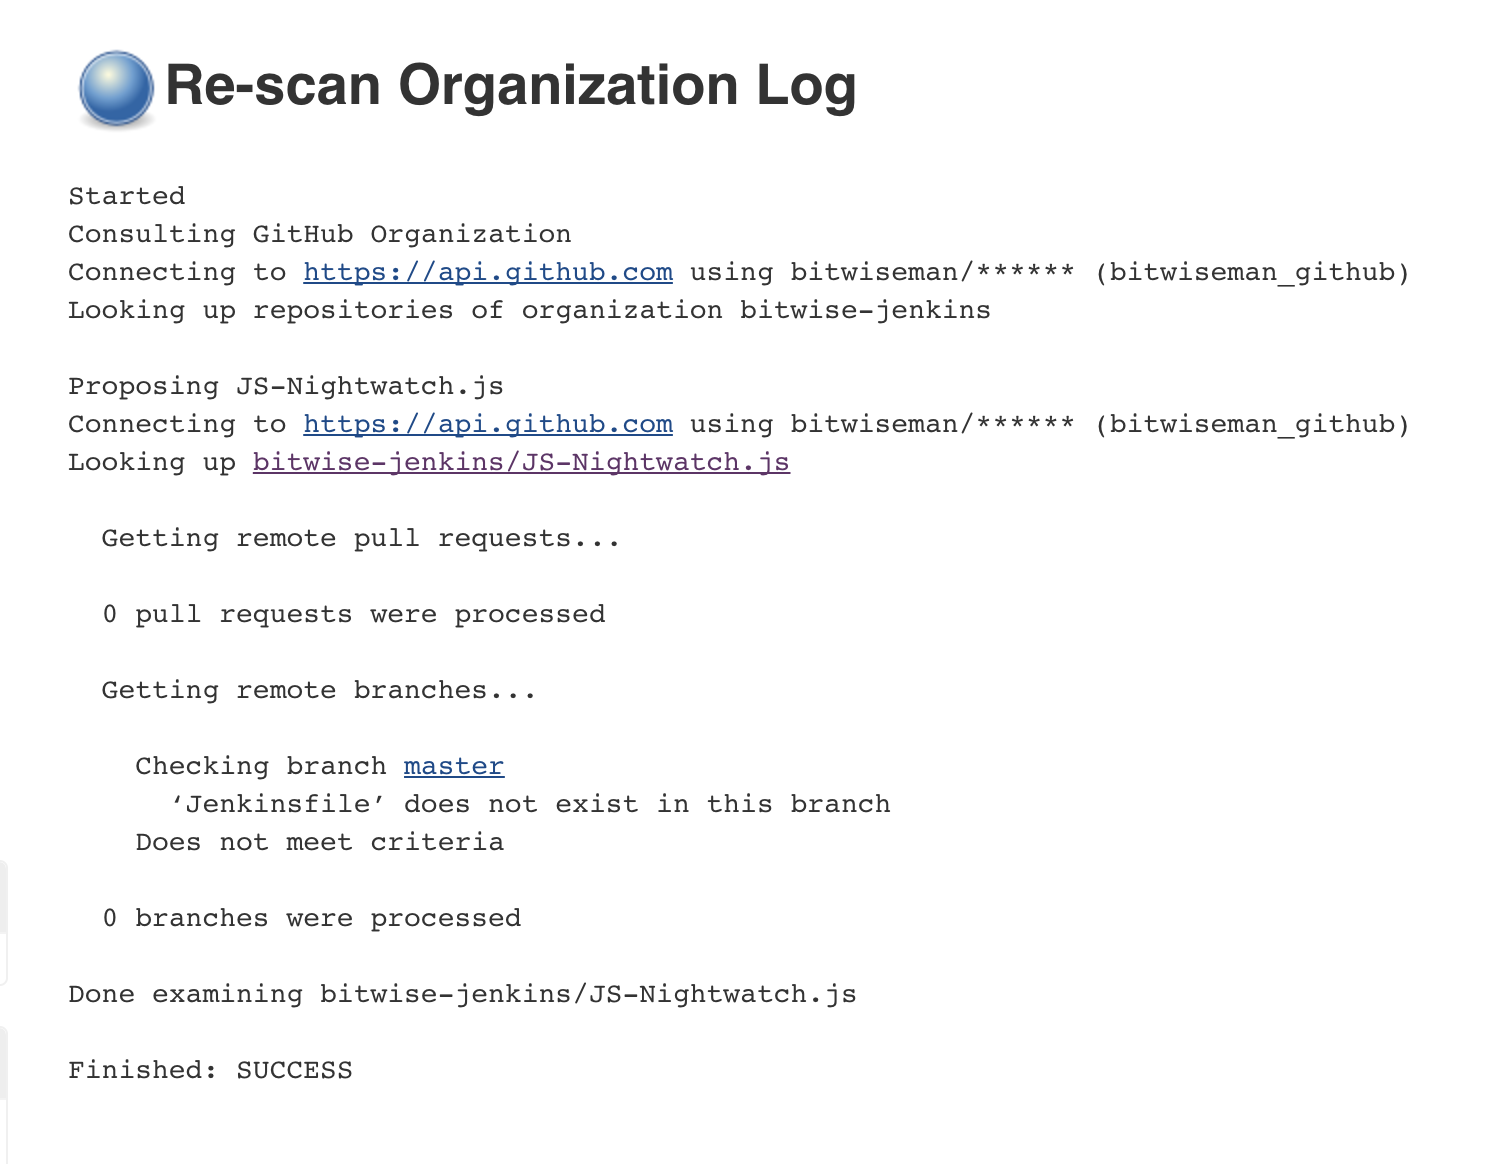 Re-scan Organization Log
Started
Consulting GitHub Organization
Connecting to https://api.github.com using bitwiseman/****** (bitwiseman_github)
Looking up repositories of organization bitwise-jenkins
Proposing JS-Nightwatch.js
Connecting to https://api.github.com using bitwiseman/****** (bitwiseman_github)
Looking up bitwise-jenkins/JS-Nightwatch.js
Getting remote pull requests...
0 pull requests were processed
Getting remote branches...
Checking branch master
‘Jenkinsfile’ does not exist in this branch
Does not meet criteria
0 branches were processed
Done examining bitwise-jenkins/JS-Nightwatch.js
Finished: SUCCESS